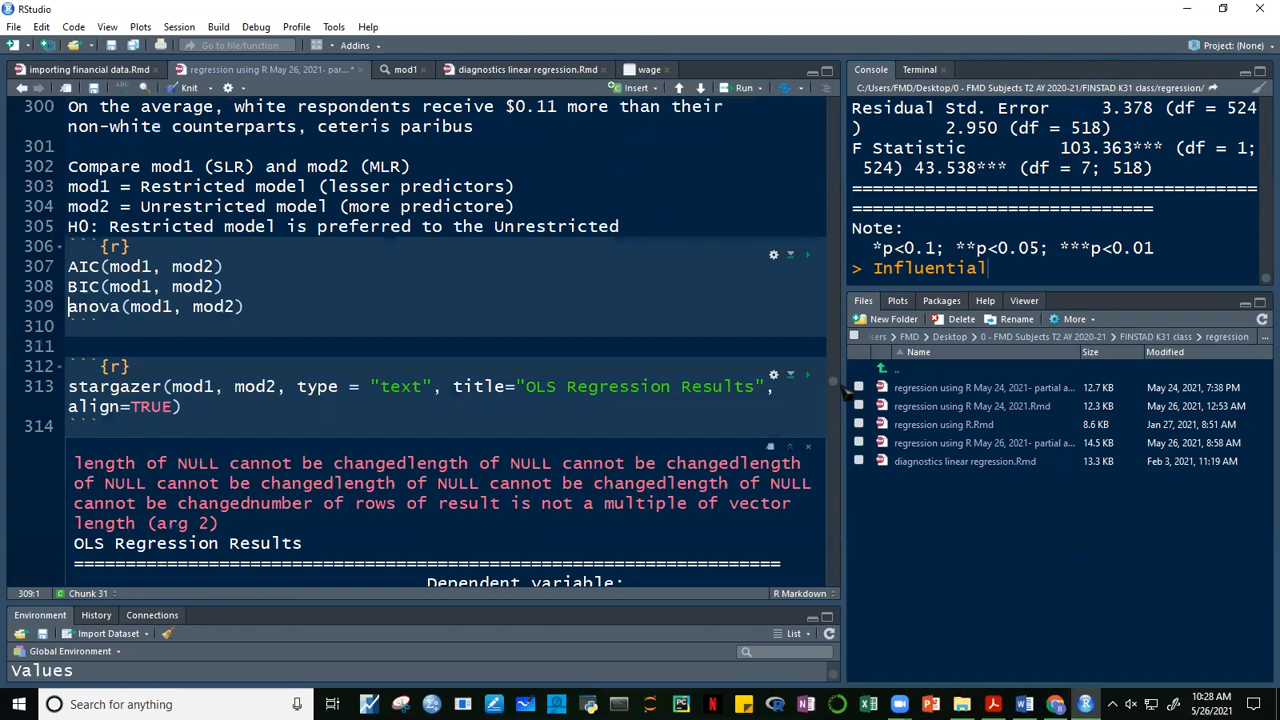 RStudio
File Edit Code View Plots Session Build Debug Profile Tools Help
Go to file/function Addins Project: (None)
importing financial data.Rmd regression using R May 26, 2021- part...* mod1 diagnostics linear regression.Rmd wage
Knit Insert Run
300 On the average, white respondents receive $0.11 more than their
non-white counterparts, ceteris paribus
301
302 Compare mod1 (SLR) and mod2 (MLR)
303 mod1 = Restricted model (lesser predictors)
304 mod2 = Unrestricted model (more predictore)
305 H0: Restricted model is preferred to the Unrestricted
306 ```{r}
307 AIC(mod1, mod2)
308 BIC(mod1, mod2)
309 anova(mod1, mod2)
310 ```
311
312 ```{r}
313 stargazer(mod1, mod2, type = "text", title="OLS Regression Results",
align=TRUE)
314 ```
length of NULL cannot be changedlength of NULL cannot be changedlength
of NULL cannot be changedlength of NULL cannot be changedlength of NULL
cannot be changednumber of rows of result is not a multiple of vector
length (arg 2)
OLS Regression Results
=====================================================================
Dependent variable:
309:1 Chunk 31 R Markdown
Environment History Connections
Import Dataset List
Global Environment
Values
Console Terminal
C:/Users/FMD/Desktop/0 - FMD Subjects T2 AY 2020-21/FINSTAD K31 class/regression/
Residual Std. Error 3.378 (df = 524
) 2.950 (df = 518)
F Statistic 103.363*** (df = 1;
524) 43.538*** (df = 7; 518)
========================================
==============================
Note:
*p<0.1; **p<0.05; ***p<0.01
> Influential
Files Plots Packages Help Viewer
New Folder Delete Rename More
Jsers FMD Desktop 0 - FMD Subjects T2 AY 2020-21 FINSTAD K31 class regression ...
Name Size Modified
..
regression using R May 24, 2021- partial a... 12.7 KB May 24, 2021, 7:38 PM
regression using R May 24, 2021.Rmd 12.3 KB May 26, 2021, 12:53 AM
regression using R.Rmd 8.6 KB Jan 27, 2021, 8:51 AM
regression using R May 26, 2021- partial a... 14.5 KB May 26, 2021, 8:58 AM
diagnostics linear regression.Rmd 13.3 KB Feb 3, 2021, 11:19 AM
Type here to search
10:28 AM
5/26/2021